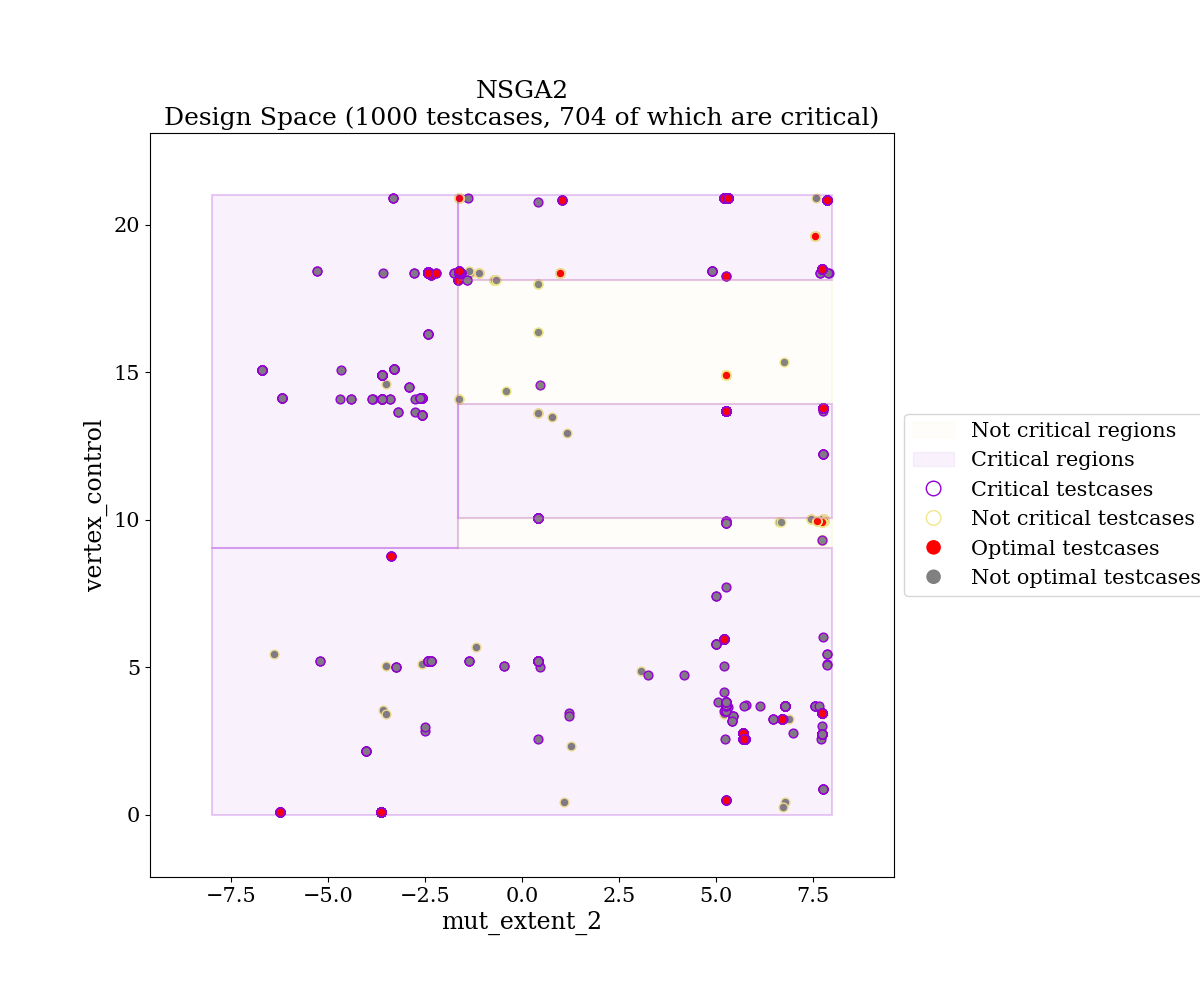 NSGA2
Design Space (1000 testcases, 704 of which are critical)
20
15
10
5
0
vertex_control
−7.5
−5.0
−2.5
0.0
2.5
5.0
7.5
mut_extent_2
Not critical regions
Critical regions
Critical testcases
Not critical testcases
Optimal testcases
Not optimal testcases